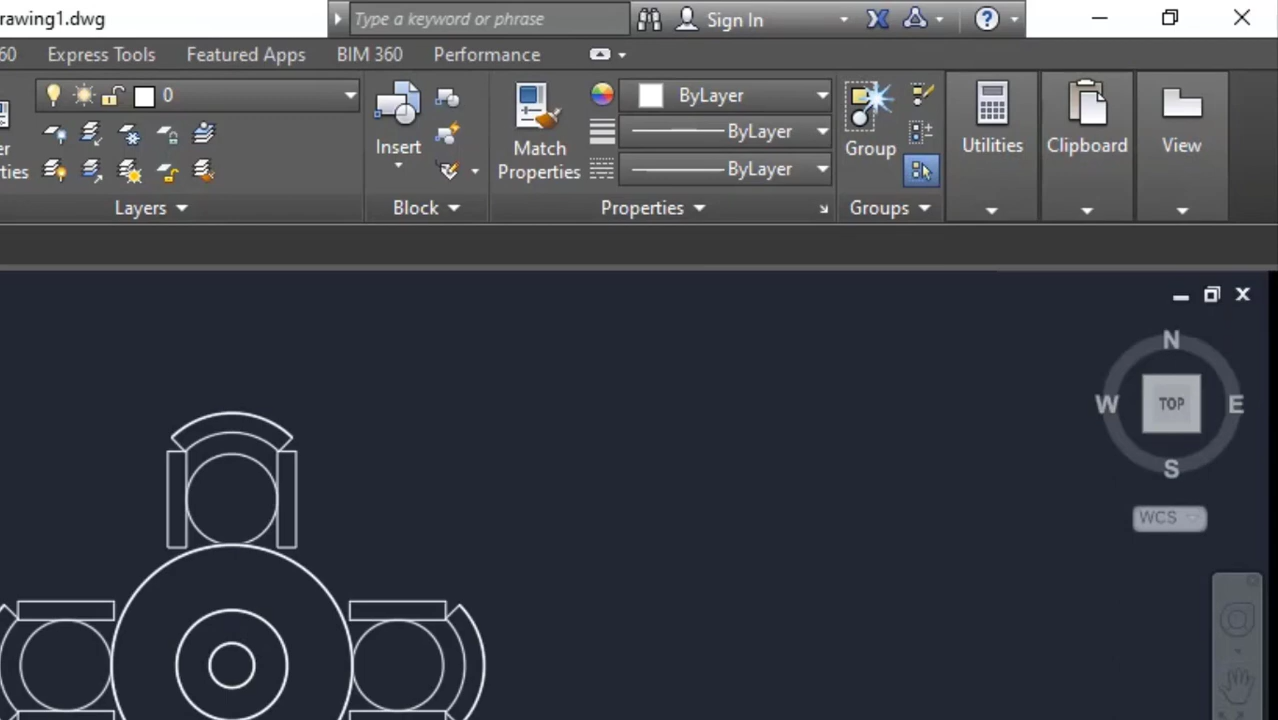 rawing1.dwg
Type a keyword or phrase
Sign In
60
Express Tools
Featured Apps
BIM 360
Performance
0
ByLayer
ByLayer
ByLayer
er
ties
Insert
Match
Properties
Group
Utilities
Clipboard
View
Layers
Block
Properties
Groups
N
W
TOP
E
S
WCS